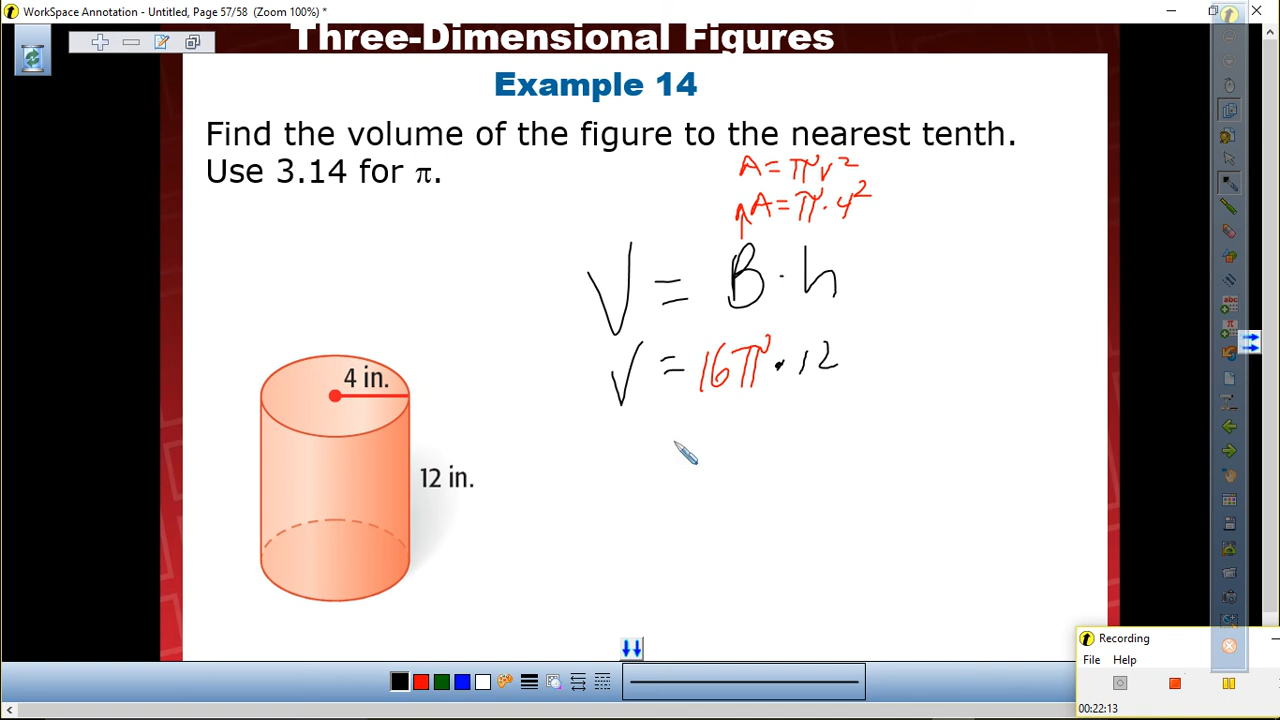 WorkSpace Annotation - Untitled, Page 57/58 (Zoom 100%) *
Three-Dimensional Figures
Example 14
Find the volume of the figure to the nearest tenth.
Use 3.14 for π.
A = πr²
A = π·4²
V = B·h
V = 16π·12
4 in.
12 in.
abc
π
Recording
File Help
00:22:13